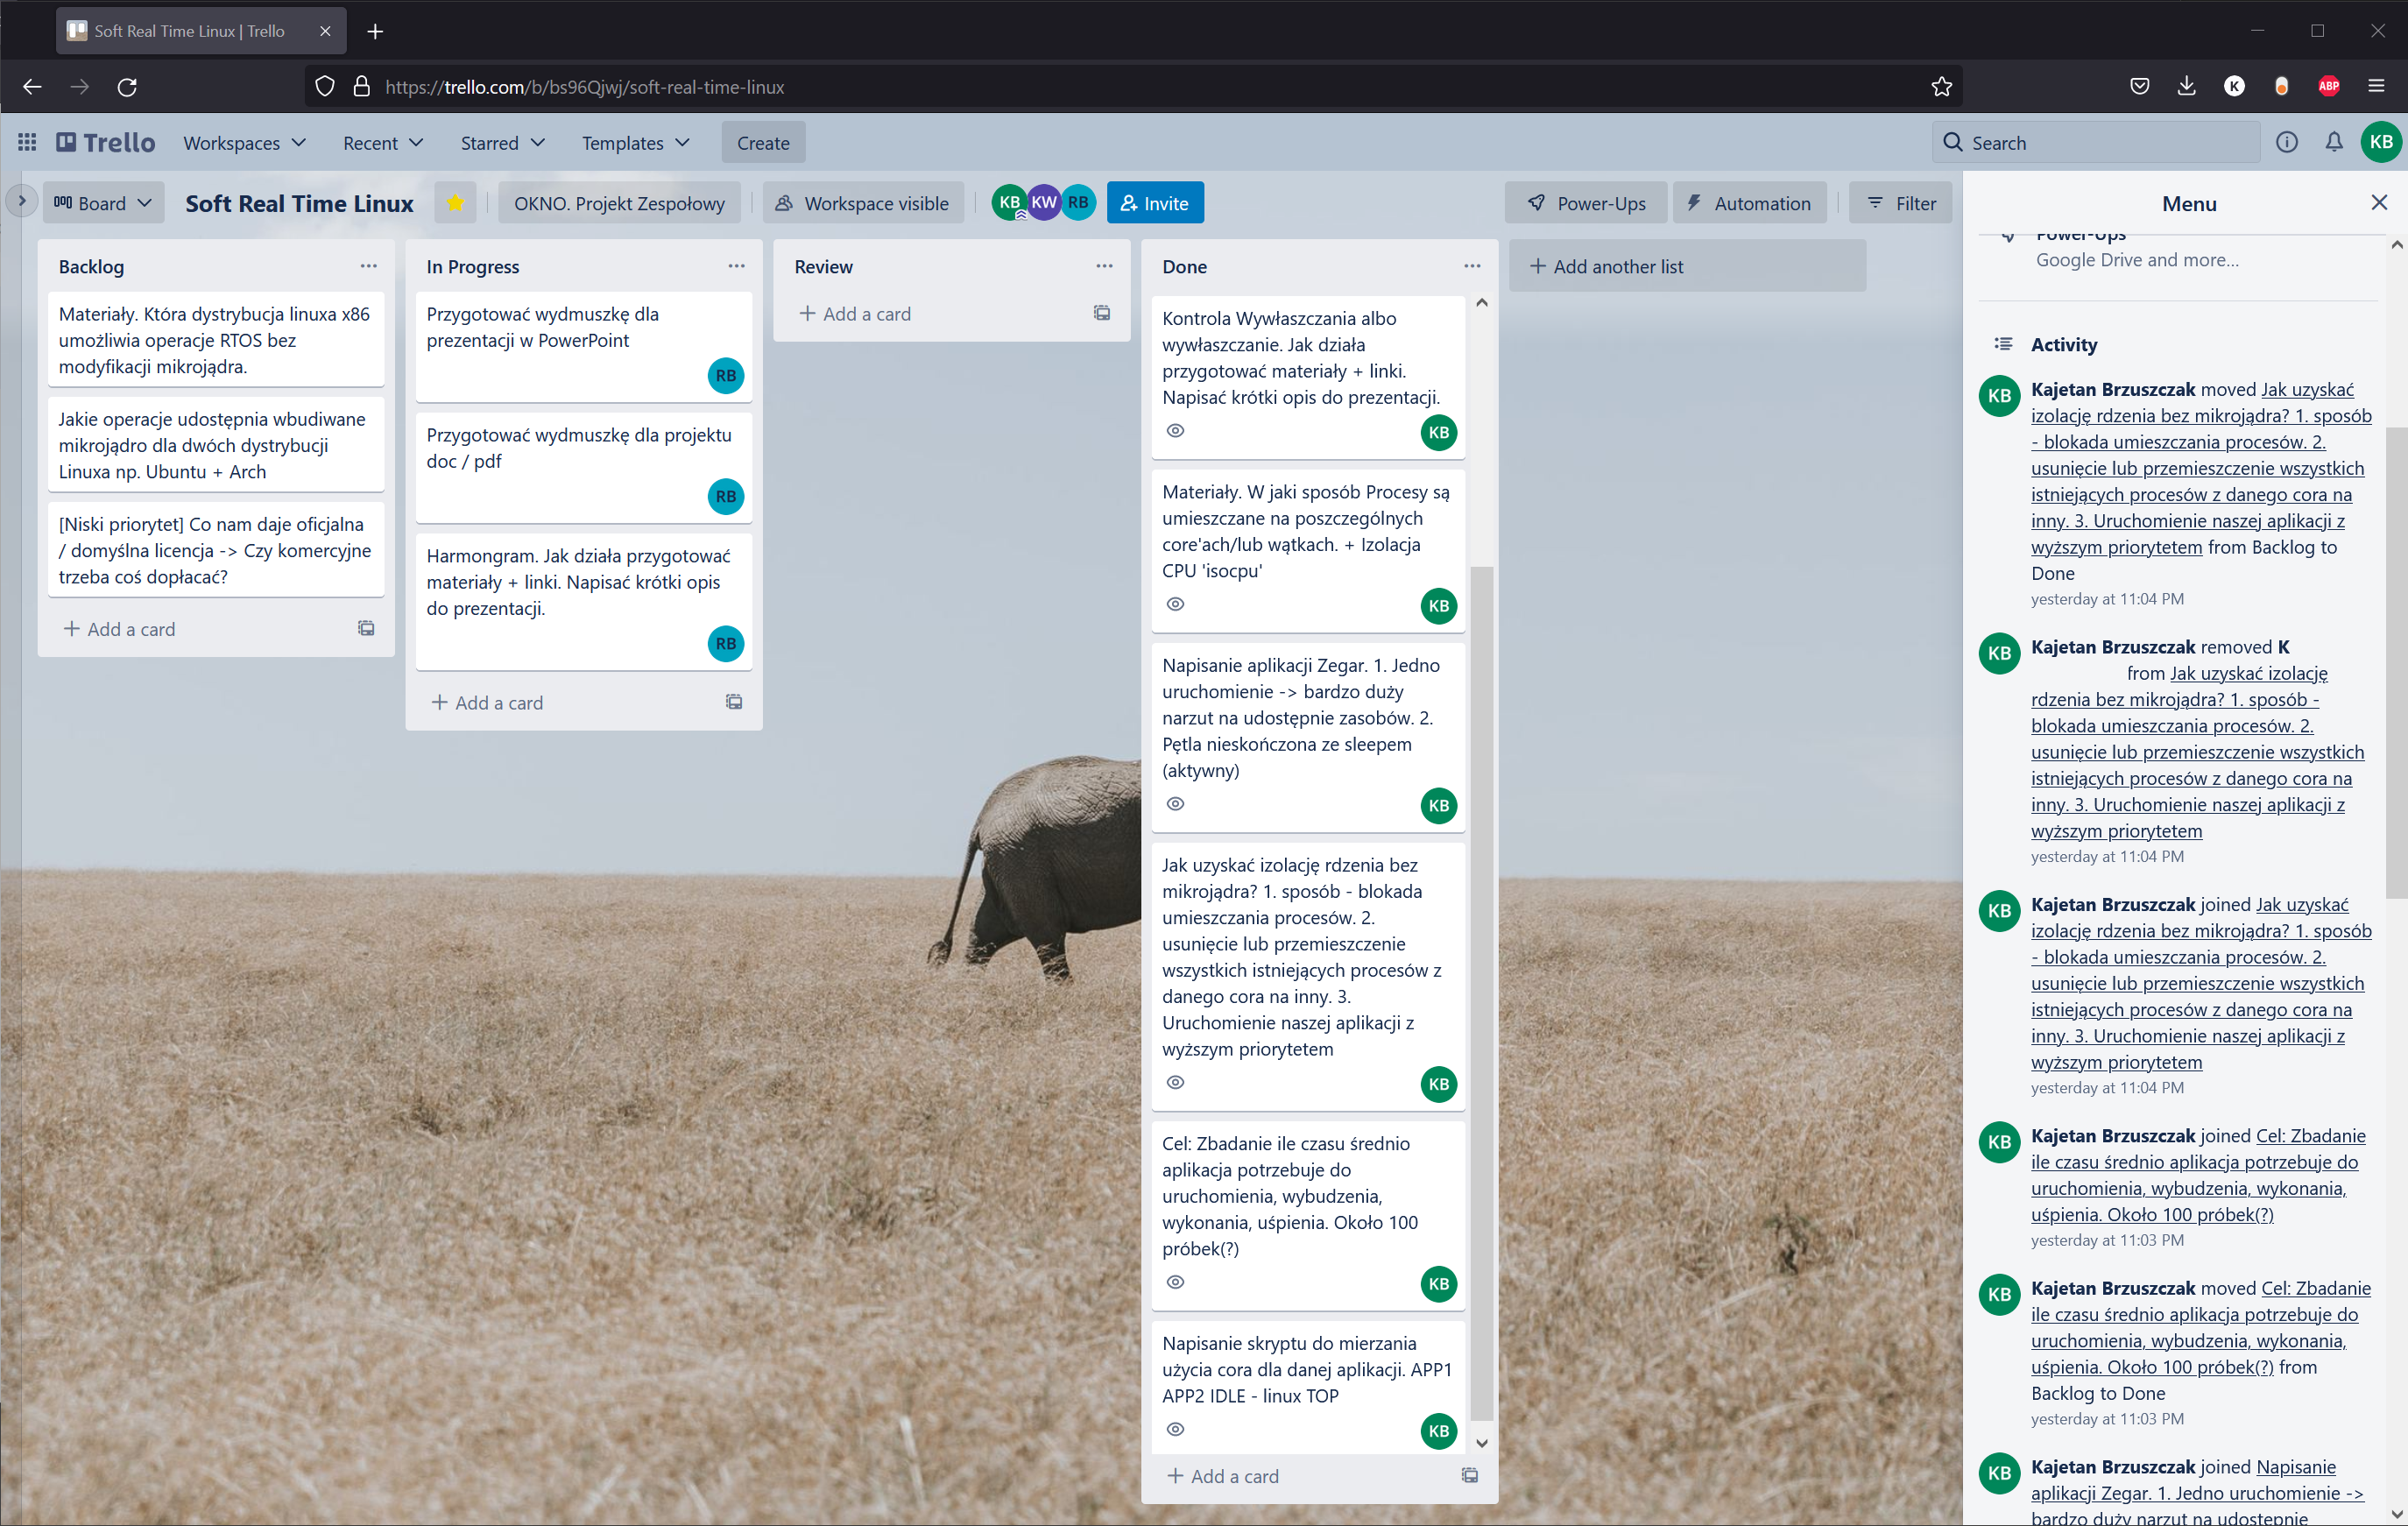 Soft Real Time Linux | Trello
https://trello.com/b/bs96Qjwj/soft-real-time-linux
K
ABP
Trello
Workspaces
Recent
Starred
Templates
Create
Search
KB
Board
Soft Real Time Linux
OKNO. Projekt Zespołowy
Workspace visible
KB
KW
RB
Invite
Power-Ups
Automation
Filter
Backlog
Materiały. Która dystrybucja linuxa x86
umożliwia operacje RTOS bez
modyfikacji mikrojądra.
Jakie operacje udostępnia wbudiwane
mikrojądro dla dwóch dystrybucji
Linuxa np. Ubuntu + Arch
[Niski priorytet] Co nam daje oficjalna
/ domyślna licencja -> Czy komercyjne
trzeba coś dopłacać?
Add a card
In Progress
Przygotować wydmuszkę dla
prezentacji w PowerPoint
RB
Przygotować wydmuszkę dla projektu
doc / pdf
RB
Harmongram. Jak działa przygotować
materiały + linki. Napisać krótki opis
do prezentacji.
RB
Add a card
Review
Add a card
Done
Kontrola Wywłaszczania albo
wywłaszczanie. Jak działa
przygotować materiały + linki.
Napisać krótki opis do prezentacji.
KB
Materiały. W jaki sposób Procesy są
umieszczane na poszczególnych
core'ach/lub wątkach. + Izolacja
CPU 'isocpu'
KB
Napisanie aplikacji Zegar. 1. Jedno
uruchomienie -> bardzo duży
narzut na udostępnie zasobów. 2.
Pętla nieskończona ze sleepem
(aktywny)
KB
Jak uzyskać izolację rdzenia bez
mikrojądra? 1. sposób - blokada
umieszczania procesów. 2.
usunięcie lub przemieszczenie
wszystkich istniejących procesów z
danego cora na inny. 3.
Uruchomienie naszej aplikacji z
wyższym priorytetem
KB
Cel: Zbadanie ile czasu średnio
aplikacja potrzebuje do
uruchomienia, wybudzenia,
wykonania, uśpienia. Około 100
próbek(?)
KB
Napisanie skryptu do mierzania
użycia cora dla danej aplikacji. APP1
APP2 IDLE - linux TOP
KB
Add a card
Add another list
Menu
Power-Ups
Google Drive and more...
Activity
KB
Kajetan Brzuszczak moved Jak uzyskać
izolację rdzenia bez mikrojądra? 1. sposób
- blokada umieszczania procesów. 2.
usunięcie lub przemieszczenie wszystkich
istniejących procesów z danego cora na
inny. 3. Uruchomienie naszej aplikacji z
wyższym priorytetem from Backlog to
Done
yesterday at 11:04 PM
KB
Kajetan Brzuszczak removed K
from Jak uzyskać izolację
rdzenia bez mikrojądra? 1. sposób -
blokada umieszczania procesów. 2.
usunięcie lub przemieszczenie wszystkich
istniejących procesów z danego cora na
inny. 3. Uruchomienie naszej aplikacji z
wyższym priorytetem
yesterday at 11:04 PM
KB
Kajetan Brzuszczak joined Jak uzyskać
izolację rdzenia bez mikrojądra? 1. sposób
- blokada umieszczania procesów. 2.
usunięcie lub przemieszczenie wszystkich
istniejących procesów z danego cora na
inny. 3. Uruchomienie naszej aplikacji z
wyższym priorytetem
yesterday at 11:04 PM
KB
Kajetan Brzuszczak joined Cel: Zbadanie
ile czasu średnio aplikacja potrzebuje do
uruchomienia, wybudzenia, wykonania,
uśpienia. Około 100 próbek(?)
yesterday at 11:03 PM
KB
Kajetan Brzuszczak moved Cel: Zbadanie
ile czasu średnio aplikacja potrzebuje do
uruchomienia, wybudzenia, wykonania,
uśpienia. Około 100 próbek(?) from
Backlog to Done
yesterday at 11:03 PM
KB
Kajetan Brzuszczak joined Napisanie
aplikacji Zegar. 1. Jedno uruchomienie ->
bardzo duży narzut na udostępnie